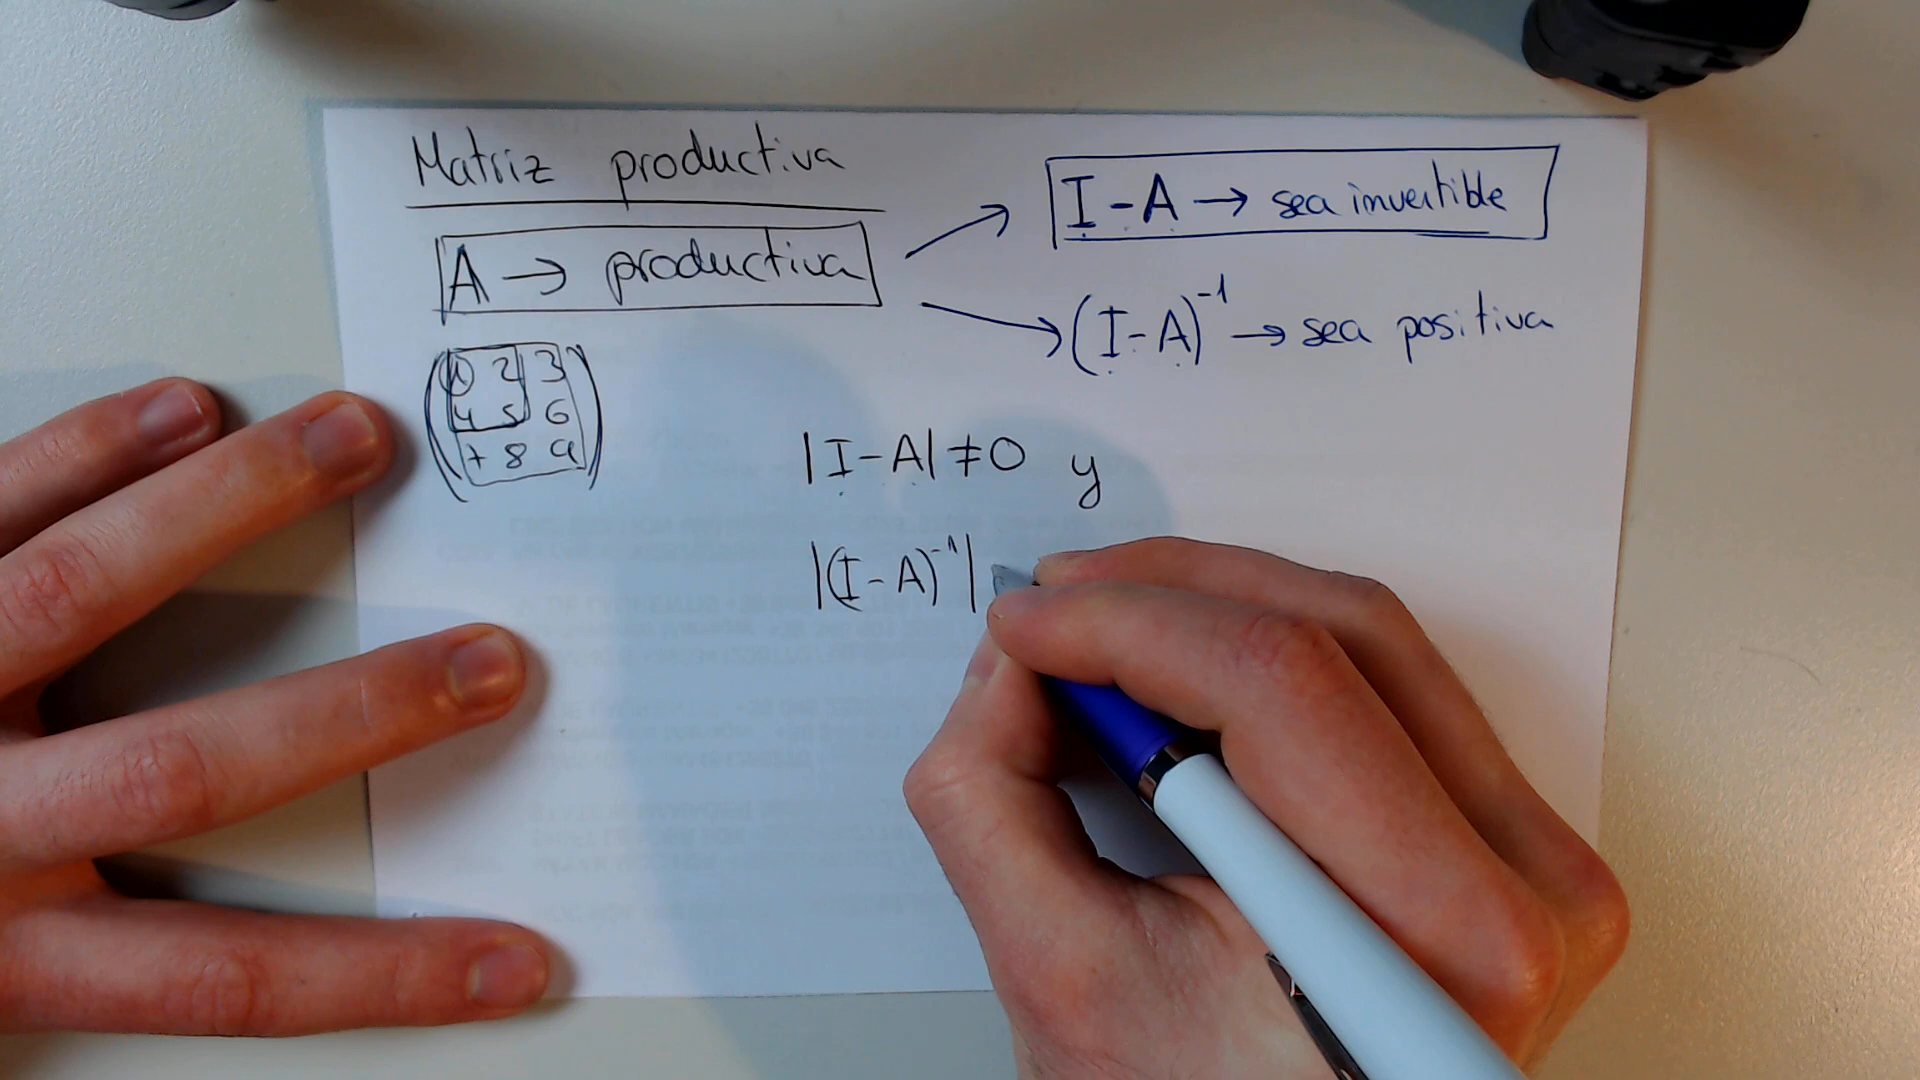 Matriz productiva
A → productiva
I - A → sea invertible
(I - A)⁻¹ → sea positiva
1 2 3
4 5 6
7 8 9
|I - A| ≠ 0 y
|(I - A)⁻¹|